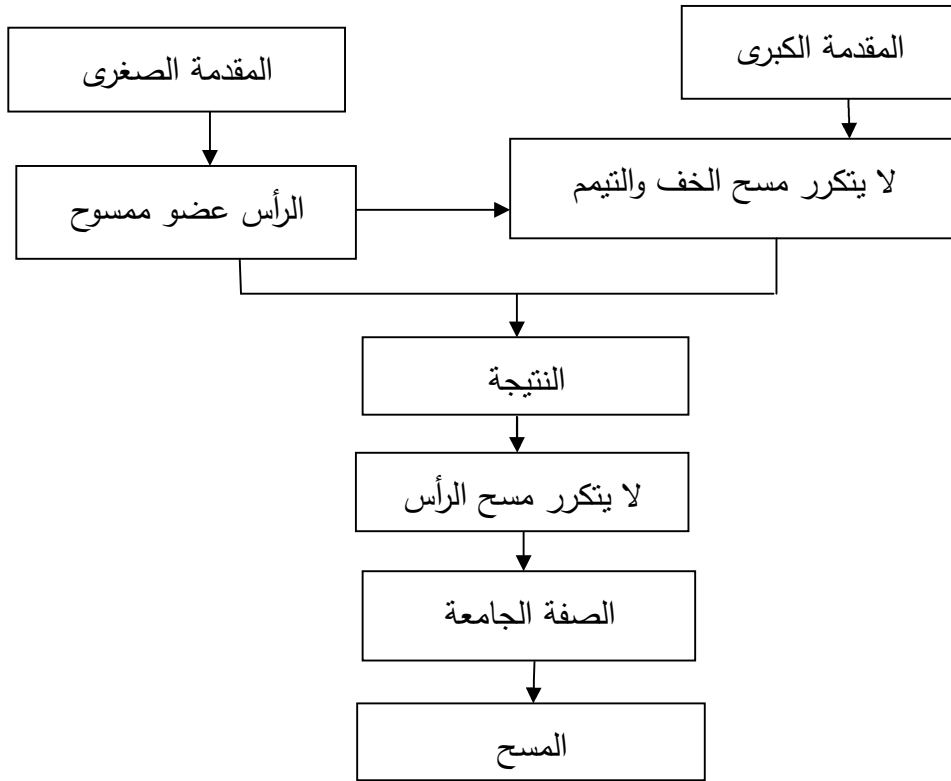 المقدمة الكبرى
المقدمة الصغرى
لا يتكرر مسح الخف والتيمم
الرأس عضو ممسوح
النتيجة
لا يتكرر مسح الرأس
الصفة الجامعة
المسح